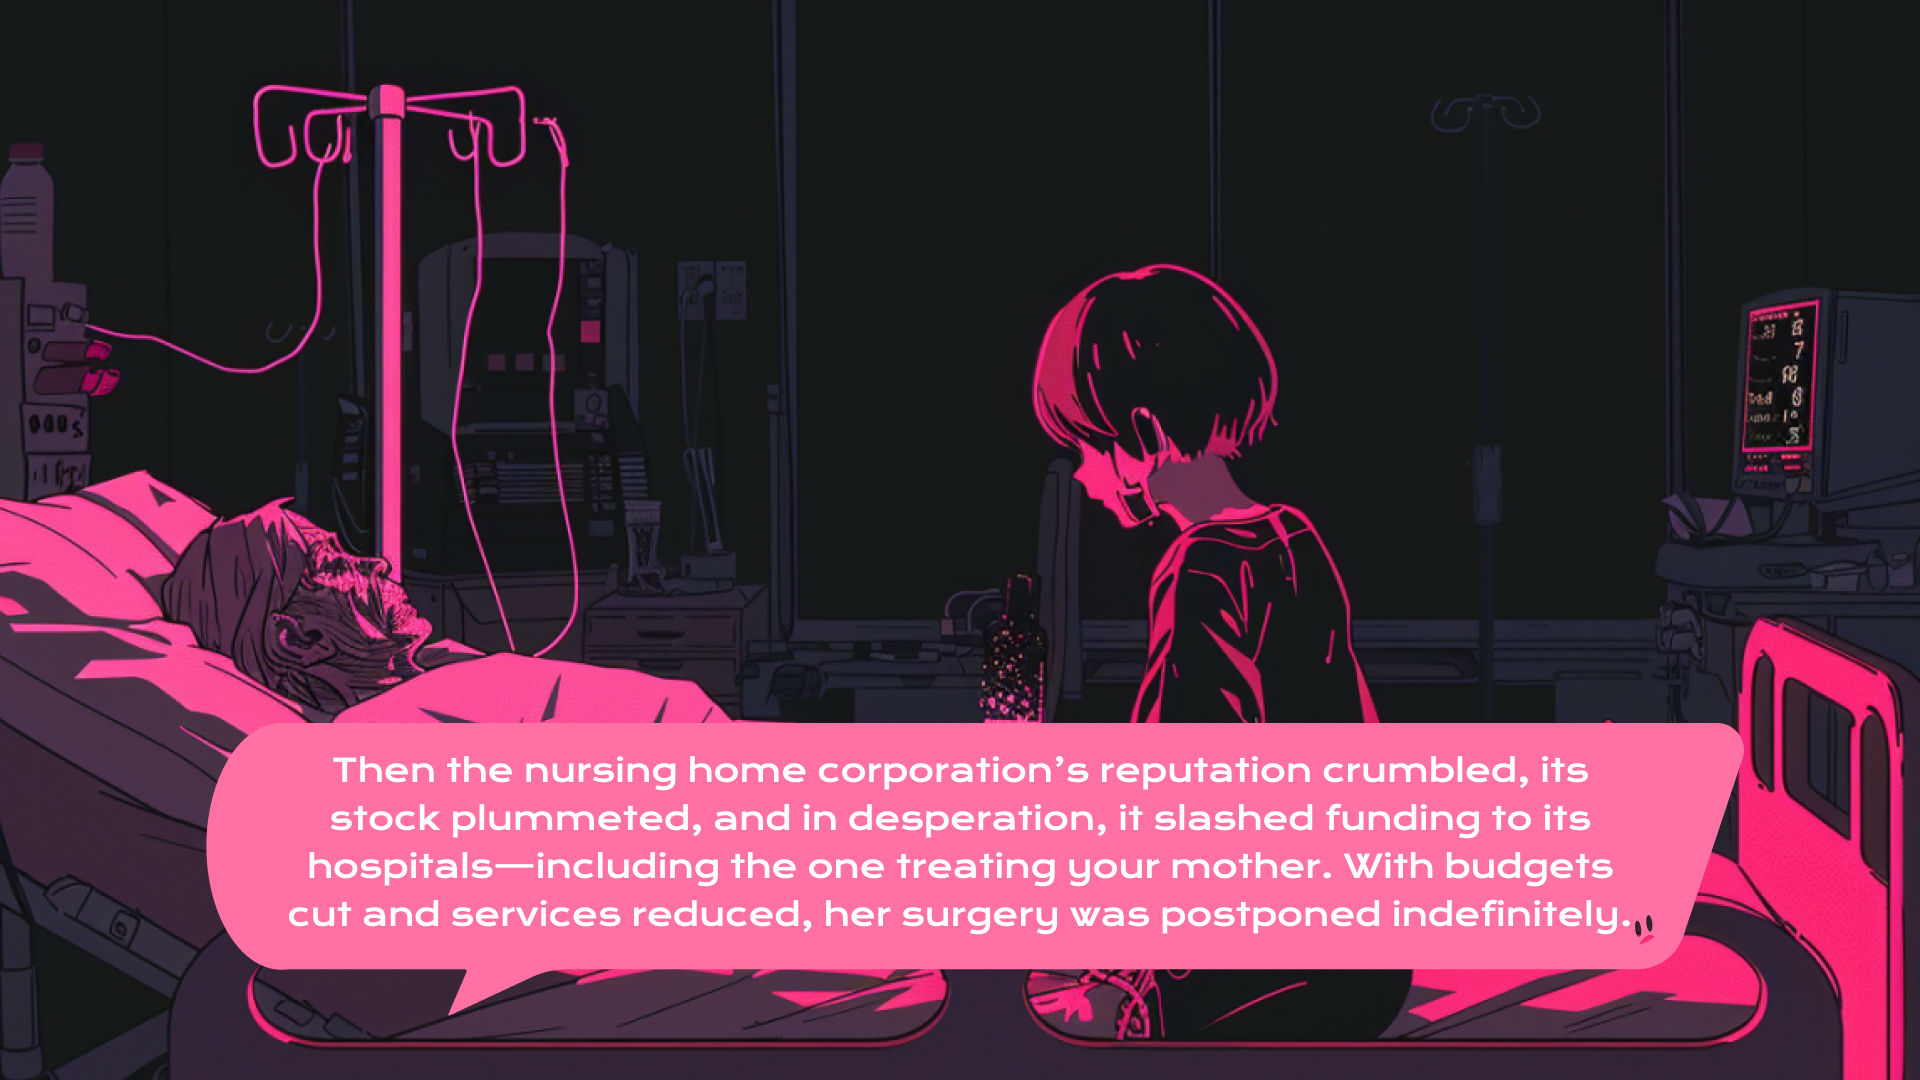 Then the nursing home corporation’s reputation crumbled, its
stock plummeted, and in desperation, it slashed funding to its
hospitals—including the one treating your mother. With budgets
cut and services reduced, her surgery was postponed indefinitely.